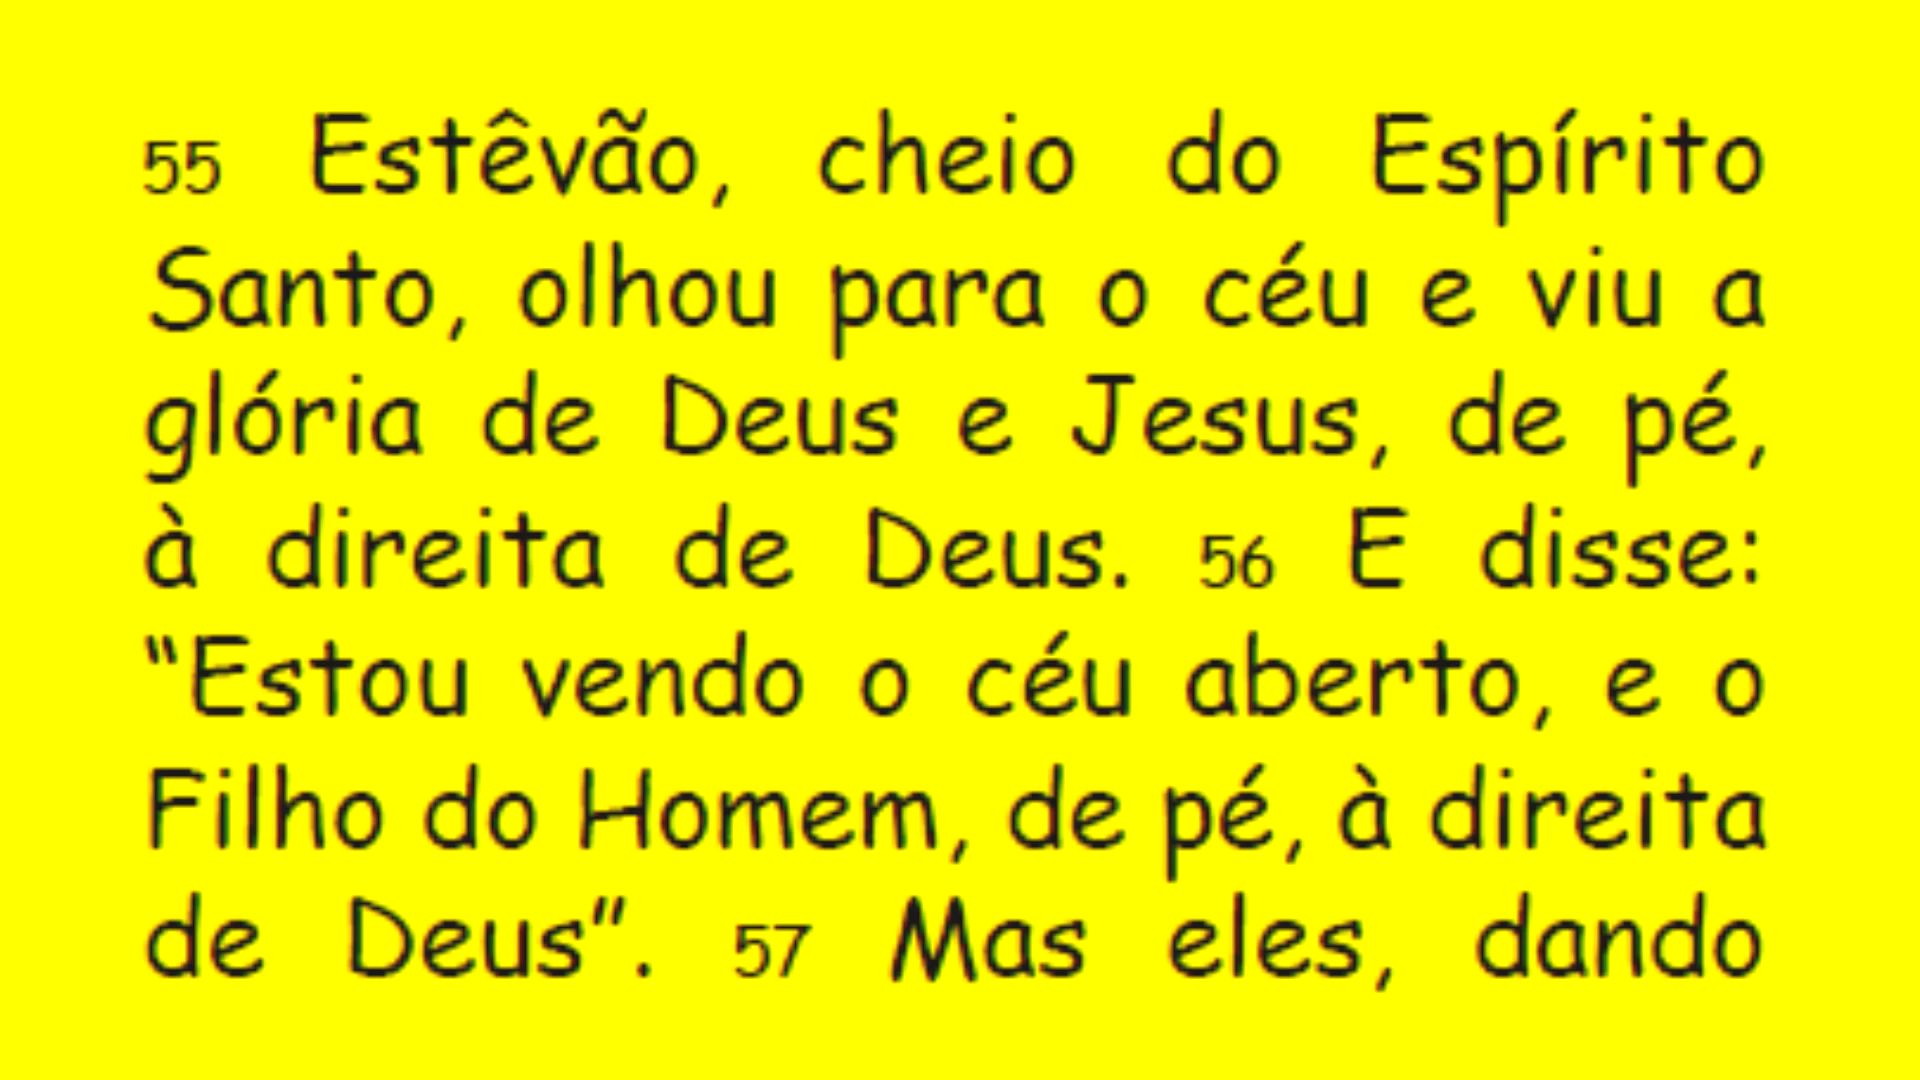 55 Estêvão, cheio do Espírito
Santo, olhou para o céu e viu a
glória de Deus e Jesus, de pé,
à direita de Deus. 56 E disse:
“Estou vendo o céu aberto, e o
Filho do Homem, de pé, à direita
de Deus”. 57 Mas eles, dando